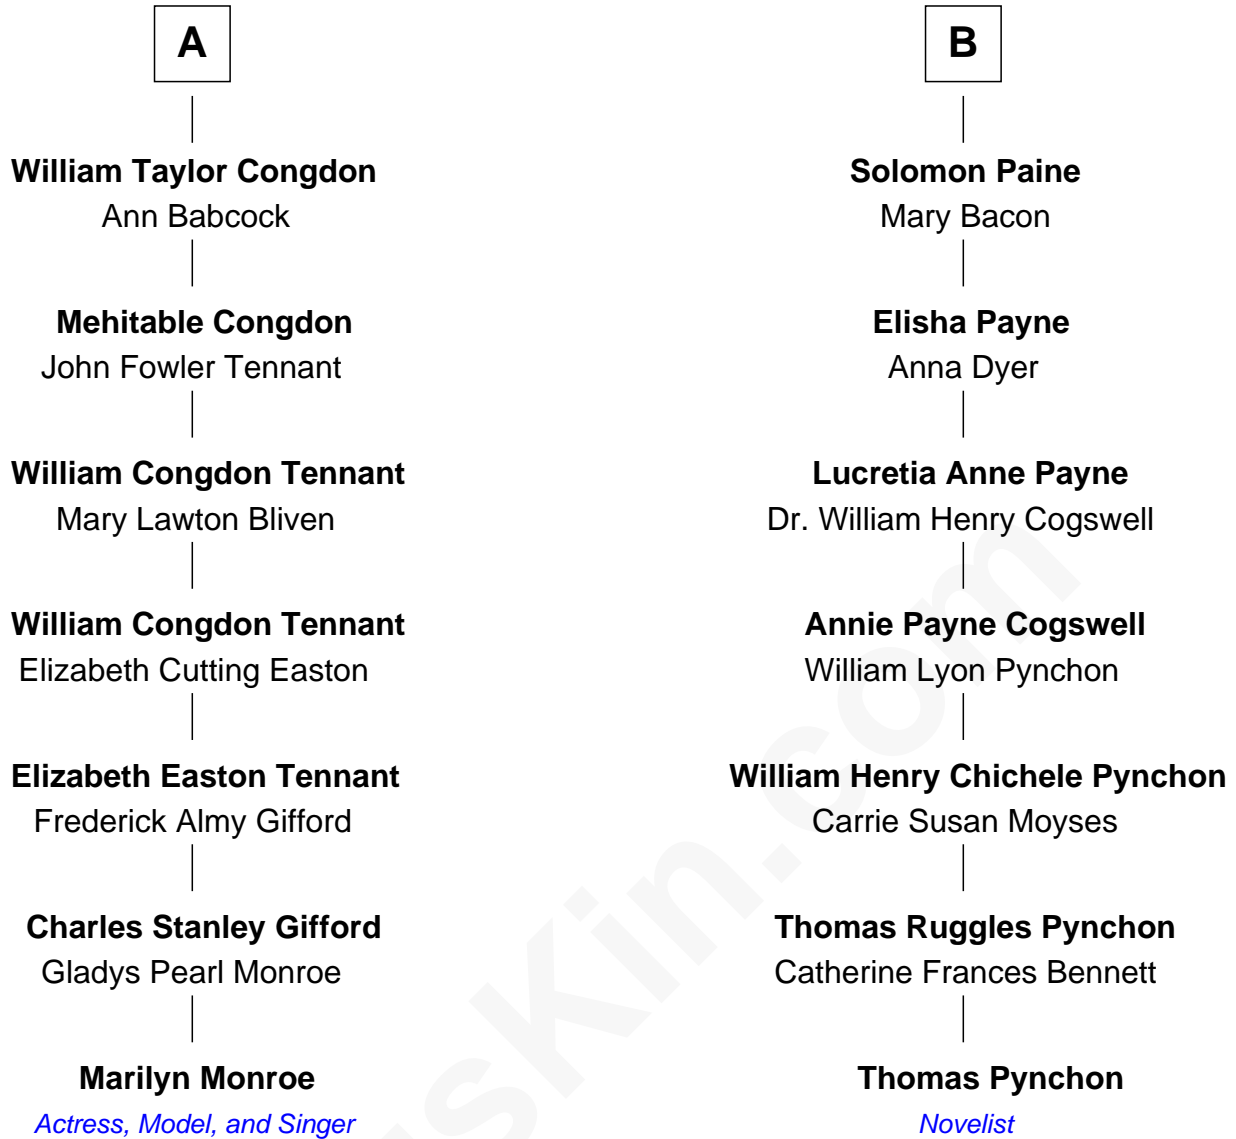 A
William Taylor Congdon
Ann Babcock
Mehitable Congdon
John Fowler Tennant
William Congdon Tennant
Mary Lawton Bliven
William Congdon Tennant
Elizabeth Cutting Easton
Elizabeth Easton Tennant
Frederick Almy Gifford
Charles Stanley Gifford
Gladys Pearl Monroe
Marilyn Monroe
Actress, Model, and Singer
B
Solomon Paine
Mary Bacon
Elisha Payne
Anna Dyer
Lucretia Anne Payne
Dr. William Henry Cogswell
Annie Payne Cogswell
William Lyon Pynchon
William Henry Chichele Pynchon
Carrie Susan Moyses
Thomas Ruggles Pynchon
Catherine Frances Bennett
Thomas Pynchon
Novelist
sKin.com